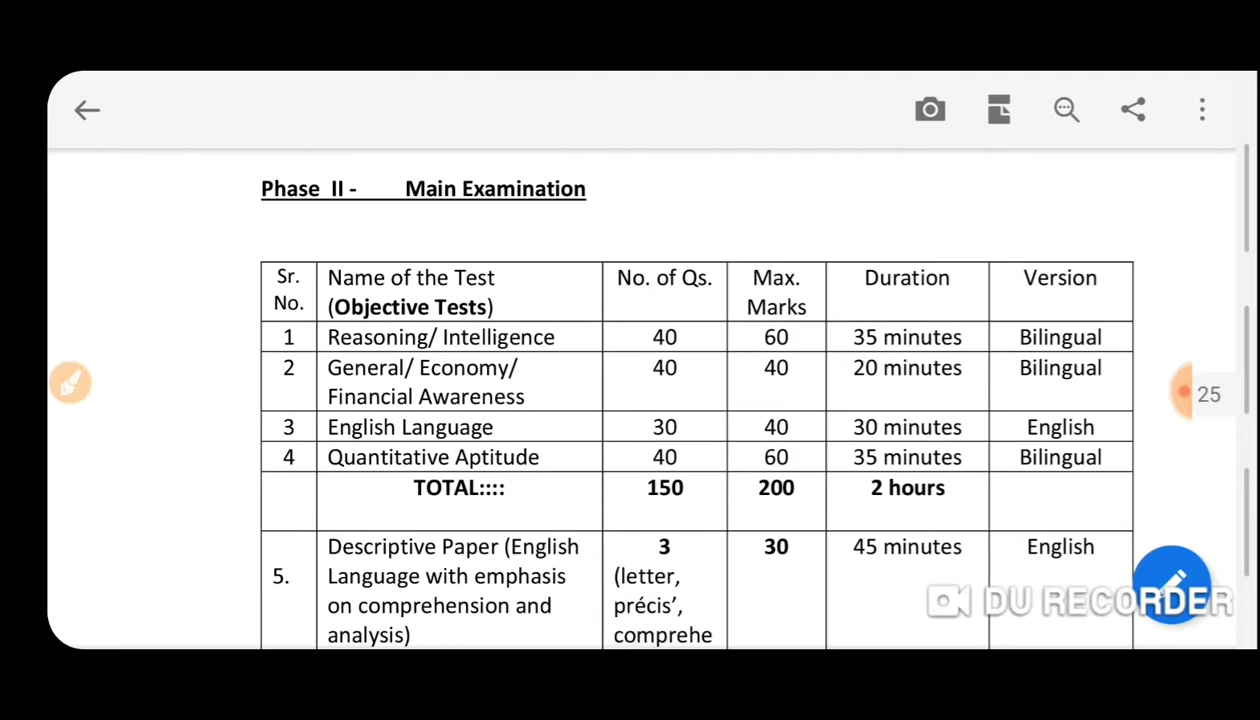 Phase II - Main Examination
Sr. No. Name of the Test (Objective Tests) No. of Qs. Max. Marks Duration Version
1 Reasoning/ Intelligence 40 60 35 minutes Bilingual
2 General/ Economy/ Financial Awareness 40 40 20 minutes Bilingual
25
3 English Language 30 40 30 minutes English
4 Quantitative Aptitude 40 60 35 minutes Bilingual
TOTAL:::: 150 200 2 hours
5. Descriptive Paper (English Language with emphasis on comprehension and analysis) 3 (letter, précis’, comprehe 30 45 minutes English
DU RECORDER